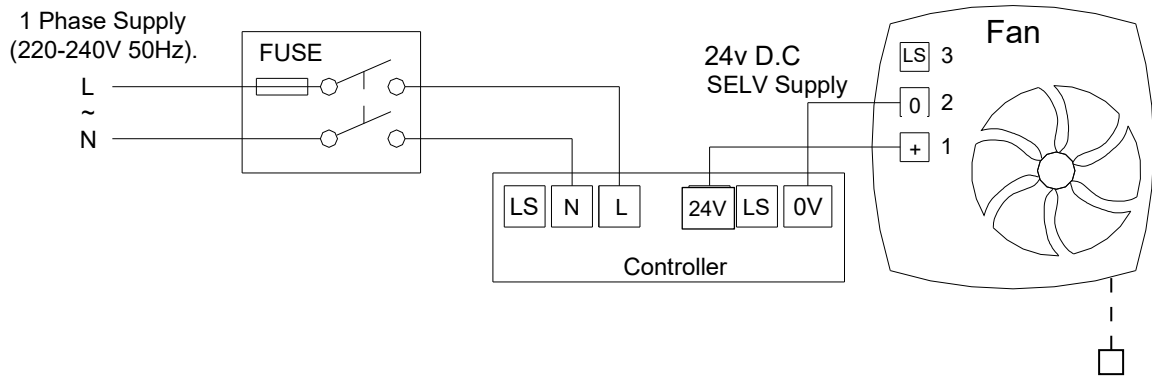 1 Phase Supply
(220-240V 50Hz).
L
~
N
FUSE
24v D.C
SELV Supply
Fan
LS 3
0 2
+ 1
LS N L 24V LS 0V
Controller